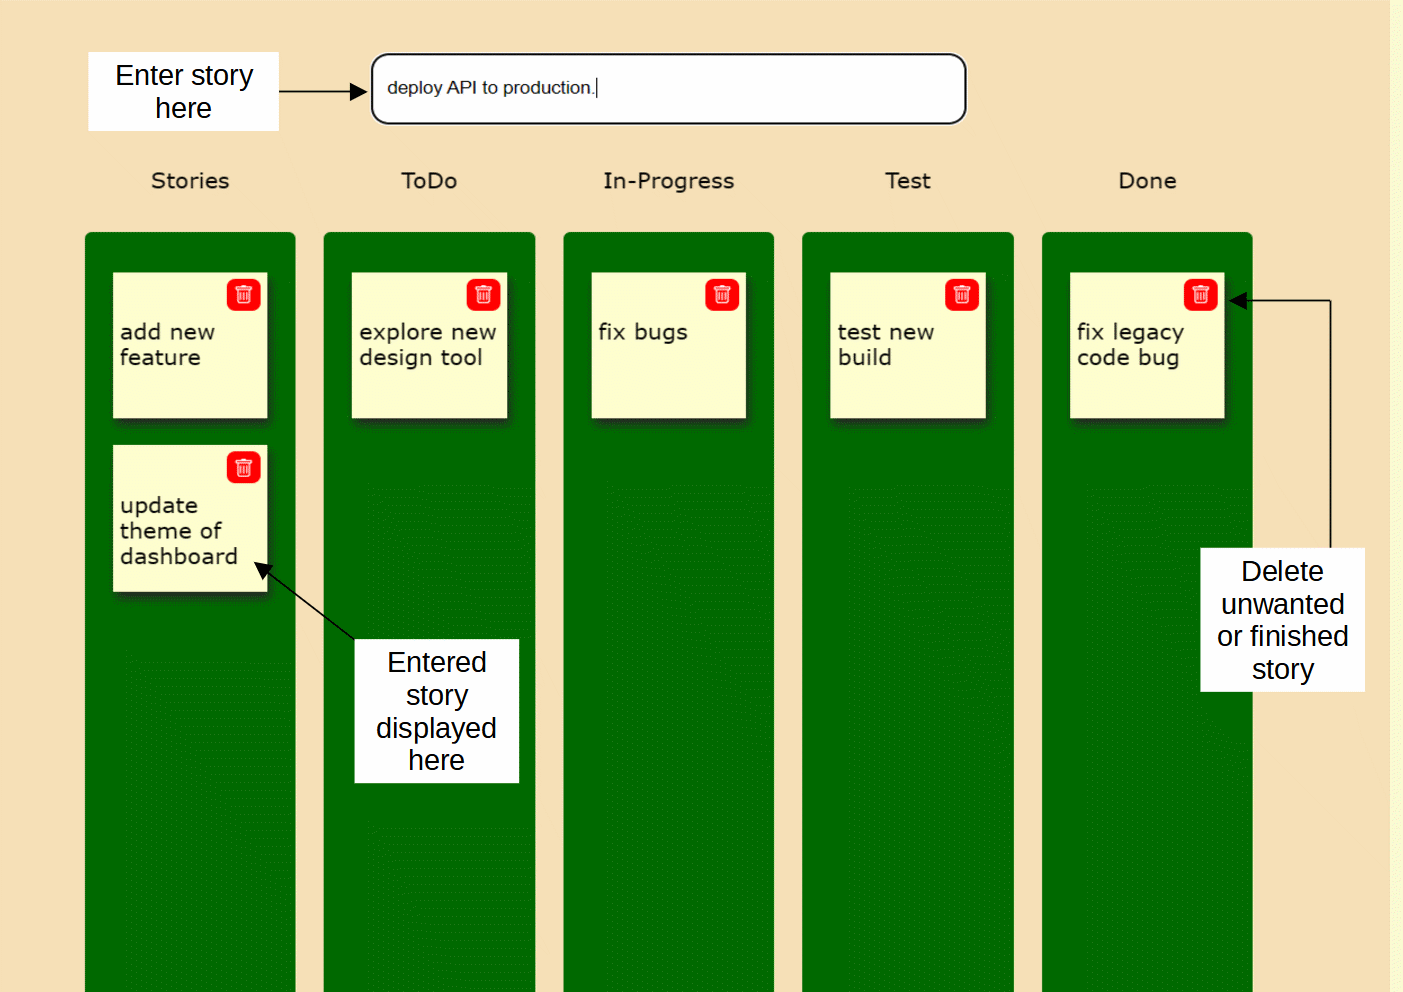 Enter story
here
deploy API to production.
Stories
ToDo
In-Progress
Test
Done
add new
feature
explore new
design tool
fix bugs
test new
build
fix legacy
code bug
update
theme of
dashboard
Entered
story
displayed
here
Delete
unwanted
or finished
story